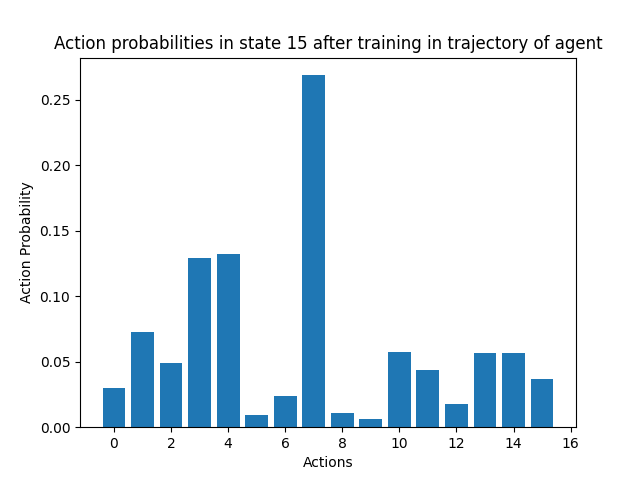 Action probabilities in state 15 after training in trajectory of agent
0.25
0.20
0.15
0.10
0.05
0.00
Action Probability
0 2 4 6 8 10 12 14 16
Actions